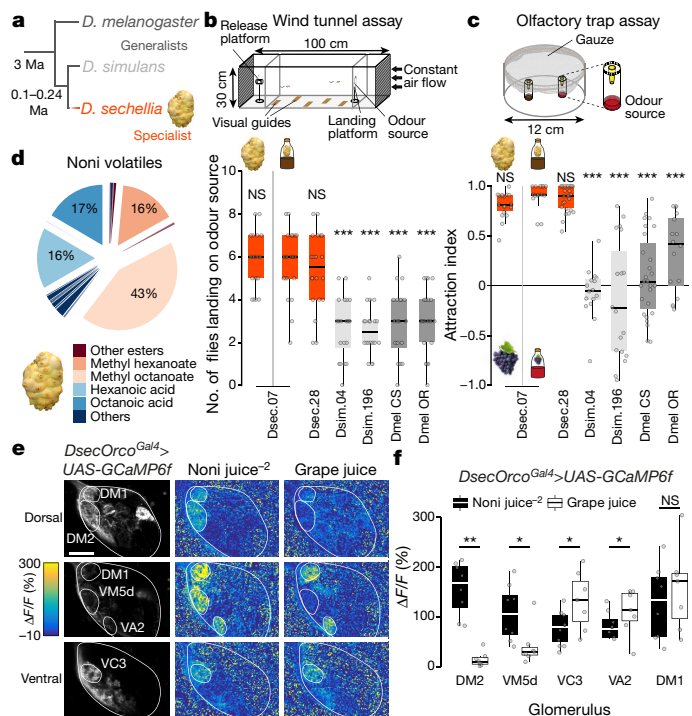 a
D. melanogaster
Generalists
3 Ma
D. simulans
0.1–0.24
Ma
D. sechellia
Specialist
b
Wind tunnel assay
Release
platform
100 cm
30 cm
Constant
air flow
Visual guides
Landing
platform
Odour
source
c
Olfactory trap assay
Gauze
Odour
source
12 cm
d
Noni volatiles
17%
16%
16%
43%
Other esters
Methyl hexanoate
Methyl octanoate
Hexanoic acid
Octanoic acid
Others
No. of flies landing on odour source
10
8
6
4
2
0
NS
NS
***
***
***
***
Dsec.07
Dsec.28
Dsim.04
Dsim.196
Dmel CS
Dmel OR
Attraction index
1.0
0.5
0
–0.5
–1.0
NS
NS
***
***
***
***
Dsec.07
Dsec.28
Dsim.04
Dsim.196
Dmel CS
Dmel OR
e
DsecOrcoGal4>
UAS-GCaMP6f
Noni juice–2
Grape juice
Dorsal
DM1
DM2
300
ΔF/F (%)
–10
DM1
VM5d
VA2
Ventral
VC3
f
DsecOrcoGal4>UAS-GCaMP6f
Noni juice–2
Grape juice
ΔF/F (%)
300
200
100
0
**
*
*
*
NS
DM2
VM5d
VC3
VA2
DM1
Glomerulus